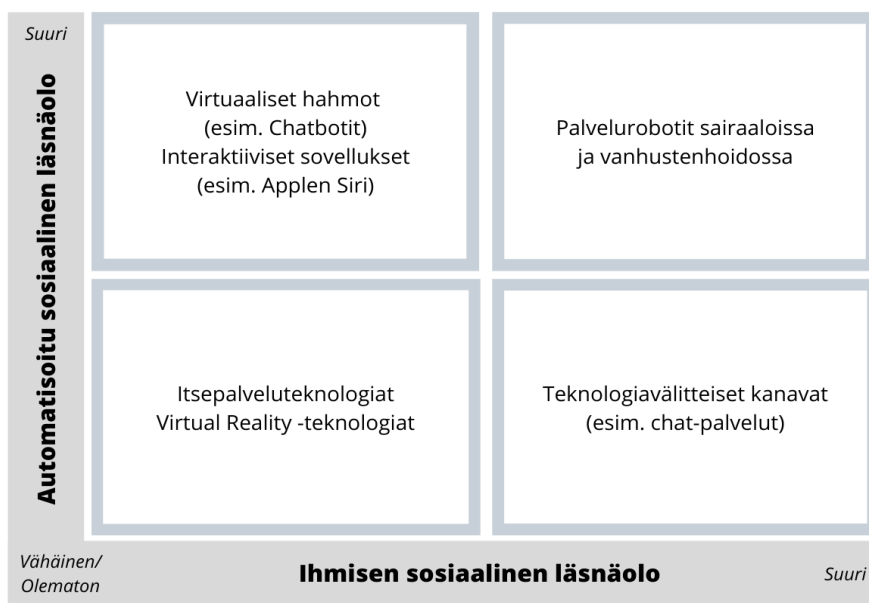 Suuri
Automatisoitu sosiaalinen läsnäolo
Virtuaaliset hahmot
(esim. Chatbotit)
Interaktiiviset sovellukset
(esim. Applen Siri)
Palvelurobotit sairaaloissa
ja vanhustenhoidossa
Itsepalveluteknologiat
Virtual Reality -teknologiat
Teknologiavälitteiset kanavat
(esim. chat-palvelut)
Vähäinen/
Olematon
Ihmisen sosiaalinen läsnäolo
Suuri